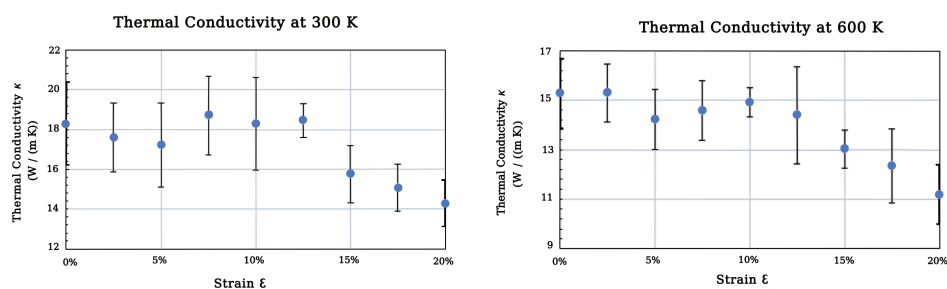 Thermal Conductivity at 300 K
22
20
18
16
14
12
0%
5%
10%
15%
20%
Thermal Conductivity κ
(W / (m K))
Strain ℇ
Thermal Conductivity at 600 K
17
15
13
11
9
0%
5%
10%
15%
20%
Thermal Conductivity κ
(W / ((m K))
Strain ℇ